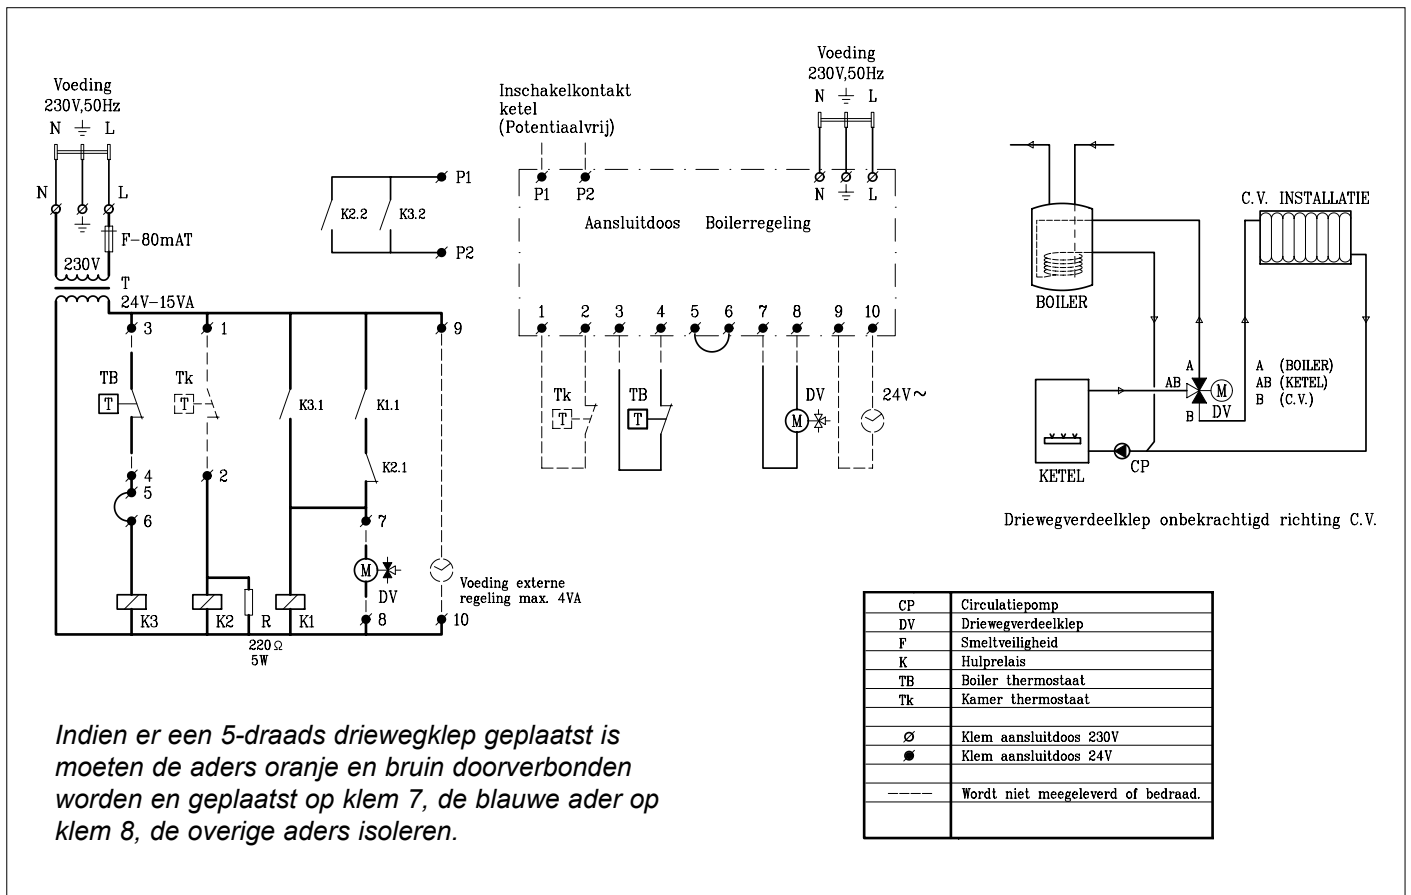 Voeding
230V,50Hz
N L
N L
F-80mAT
230V
T
24V-15VA
3 1 9
TB Tk
T T
K3.1 K1.1
K2.1
4 2
5
6
7
M
DV
Voeding externe
regeling max. 4VA
K3 K2 R K1 8 10
220Ω
5W
P1
K2.2 K3.2
P2
Inschakelkontakt
ketel
(Potentiaalvrij)
Voeding
230V,50Hz
N L
P1 P2 N L
Aansluitdoos Boilerregeling
1 2 3 4 5 6 7 8 9 10
Tk TB DV 24V~
T T M
C.V. INSTALLATIE
BOILER
A
AB M
B DV
A (BOILER)
AB (KETEL)
B (C.V.)
CP
KETEL
Driewegverdeelklep onbekrachtigd richting C.V.
CP Circulatiepomp
DV Driewegverdeelklep
F Smeltveiligheid
K Hulprelais
TB Boiler thermostaat
Tk Kamer thermostaat
Klem aansluitdoos 230V
Klem aansluitdoos 24V
Wordt niet meegeleverd of bedraad.
Indien er een 5-draads driewegklep geplaatst is
moeten de aders oranje en bruin doorverbonden
worden en geplaatst op klem 7, de blauwe ader op
klem 8, de overige aders isoleren.